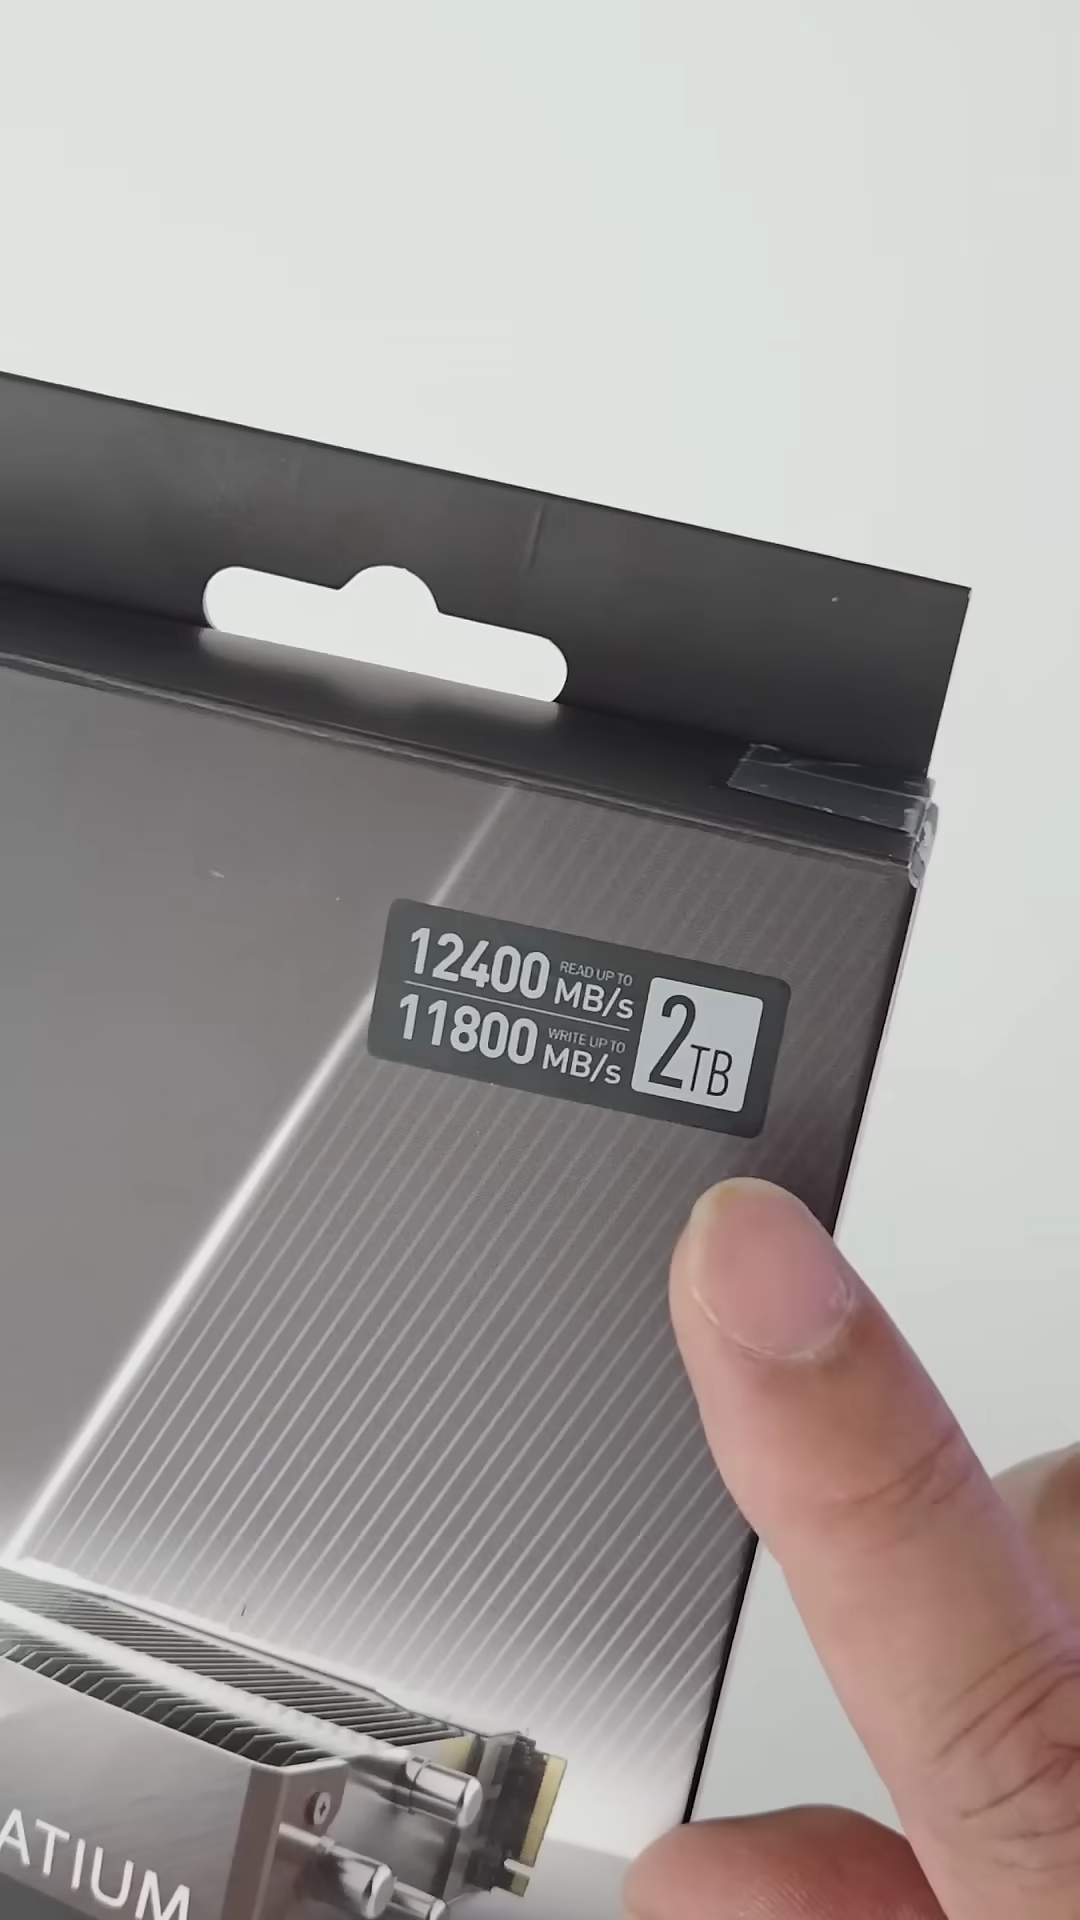 12400 READ UP TO MB/s
11800 WRITE UP TO MB/s
2TB
ATIUM